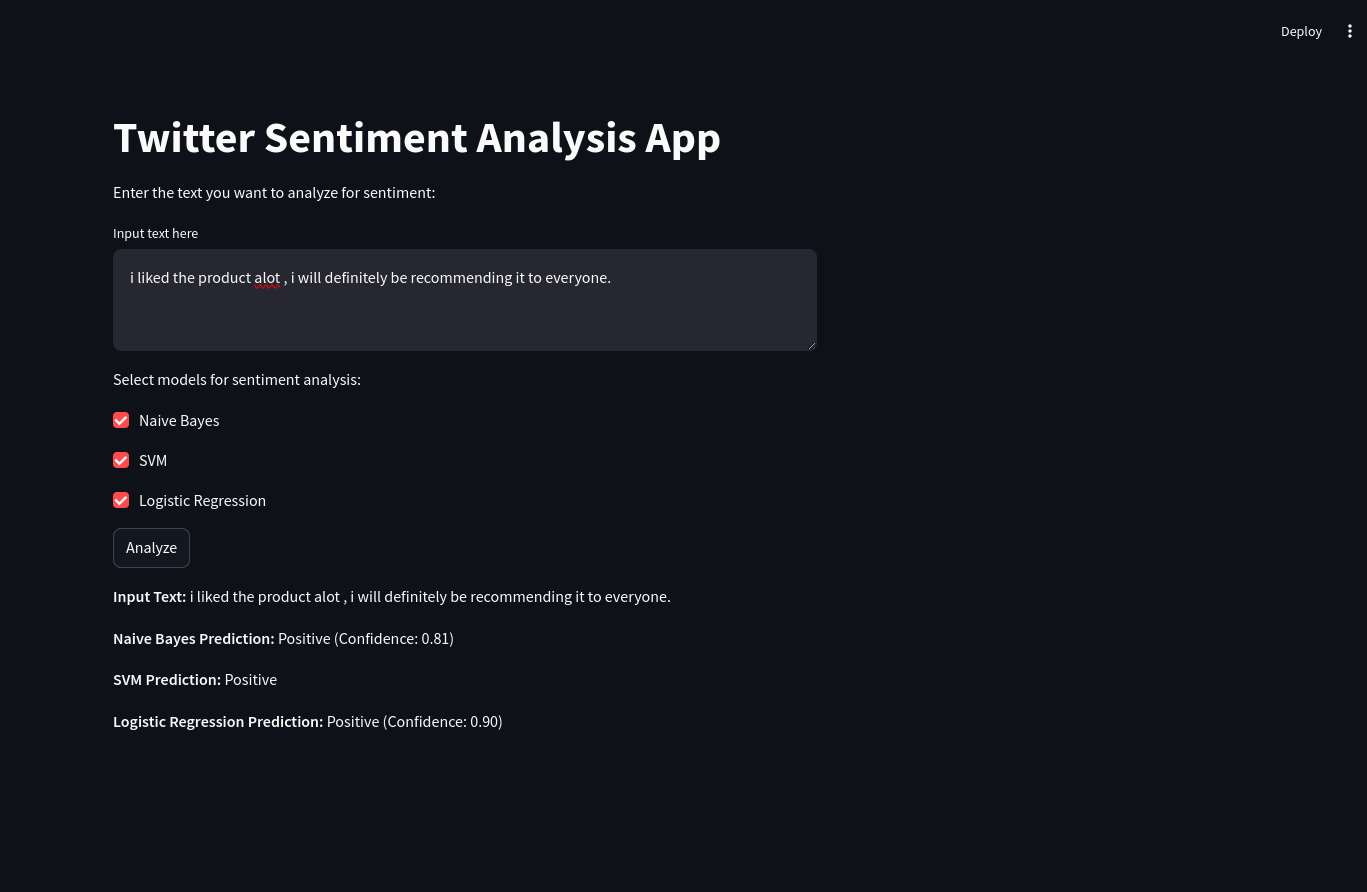 Deploy
Twitter Sentiment Analysis App
Enter the text you want to analyze for sentiment:
Input text here
i liked the product alot , i will definitely be recommending it to everyone.
Select models for sentiment analysis:
Naive Bayes
SVM
Logistic Regression
Analyze
Input Text: i liked the product alot , i will definitely be recommending it to everyone.
Naive Bayes Prediction: Positive (Confidence: 0.81)
SVM Prediction: Positive
Logistic Regression Prediction: Positive (Confidence: 0.90)